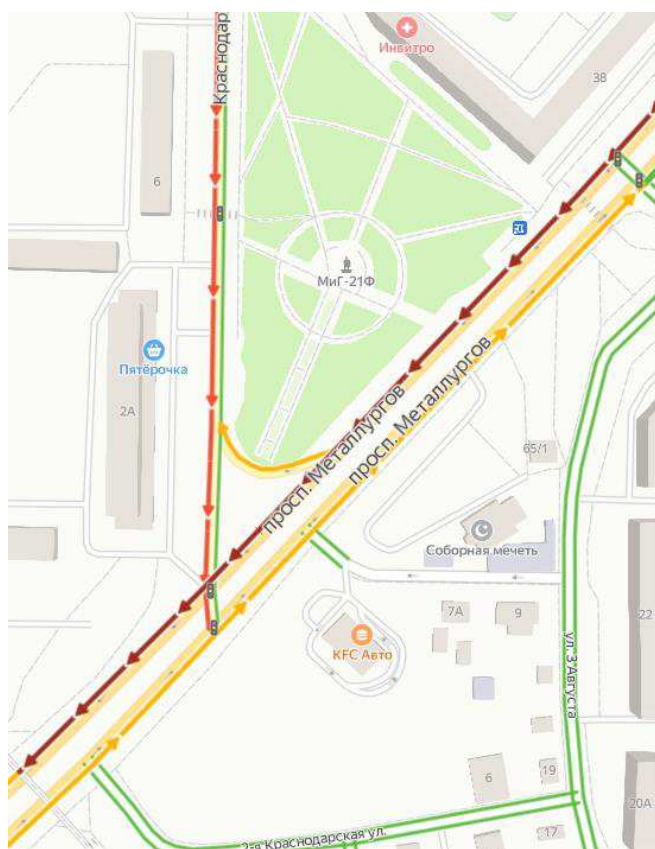 Краснодар
Инвитро
38
6
МиГ-21Ф
Пятёрочка
2А
просп. Металлургов
просп. Металлургов
65/1
Соборная мечеть
7А
9
22
KFC Авто
ул. 3 Августа
6
19
20А
2-я Краснодарская ул.
17